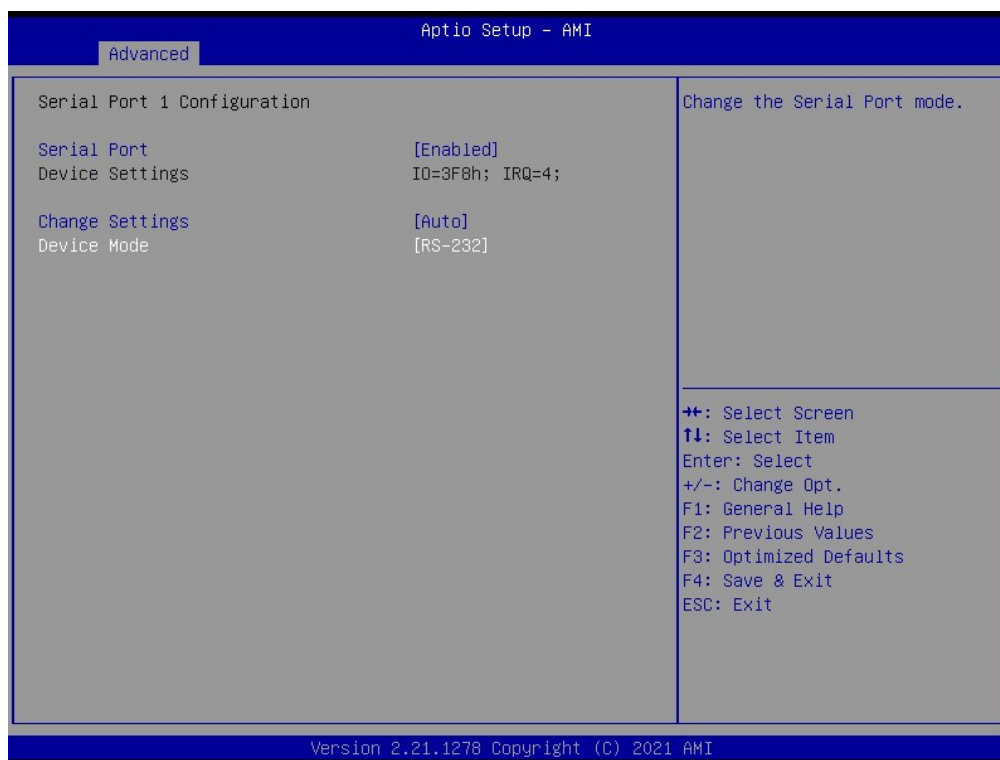 Aptio Setup – AMI
Advanced
Serial Port 1 Configuration
Serial Port [Enabled]
Device Settings IO=3F8h; IRQ=4;
Change Settings [Auto]
Device Mode [RS-232]
Change the Serial Port mode.
→←: Select Screen
↑↓: Select Item
Enter: Select
+/-: Change Opt.
F1: General Help
F2: Previous Values
F3: Optimized Defaults
F4: Save & Exit
ESC: Exit
Version 2.21.1278 Copyright (C) 2021 AMI